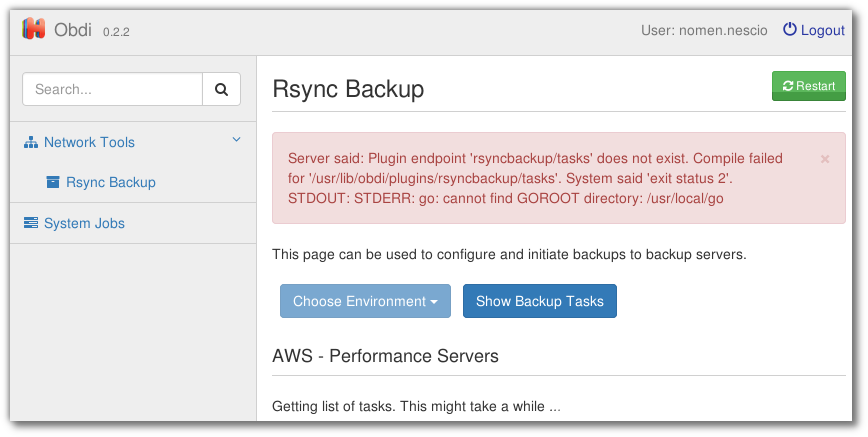 Obdi 0.2.2
User: nomen.nescio Logout
Search...
Network Tools
Rsync Backup
System Jobs
Rsync Backup
Restart
Server said: Plugin endpoint 'rsyncbackup/tasks' does not exist. Compile failed
for '/usr/lib/obdi/plugins/rsyncbackup/tasks'. System said 'exit status 2'.
STDOUT: STDERR: go: cannot find GOROOT directory: /usr/local/go
×
This page can be used to configure and initiate backups to backup servers.
Choose Environment
Show Backup Tasks
AWS - Performance Servers
Getting list of tasks. This might take a while ...